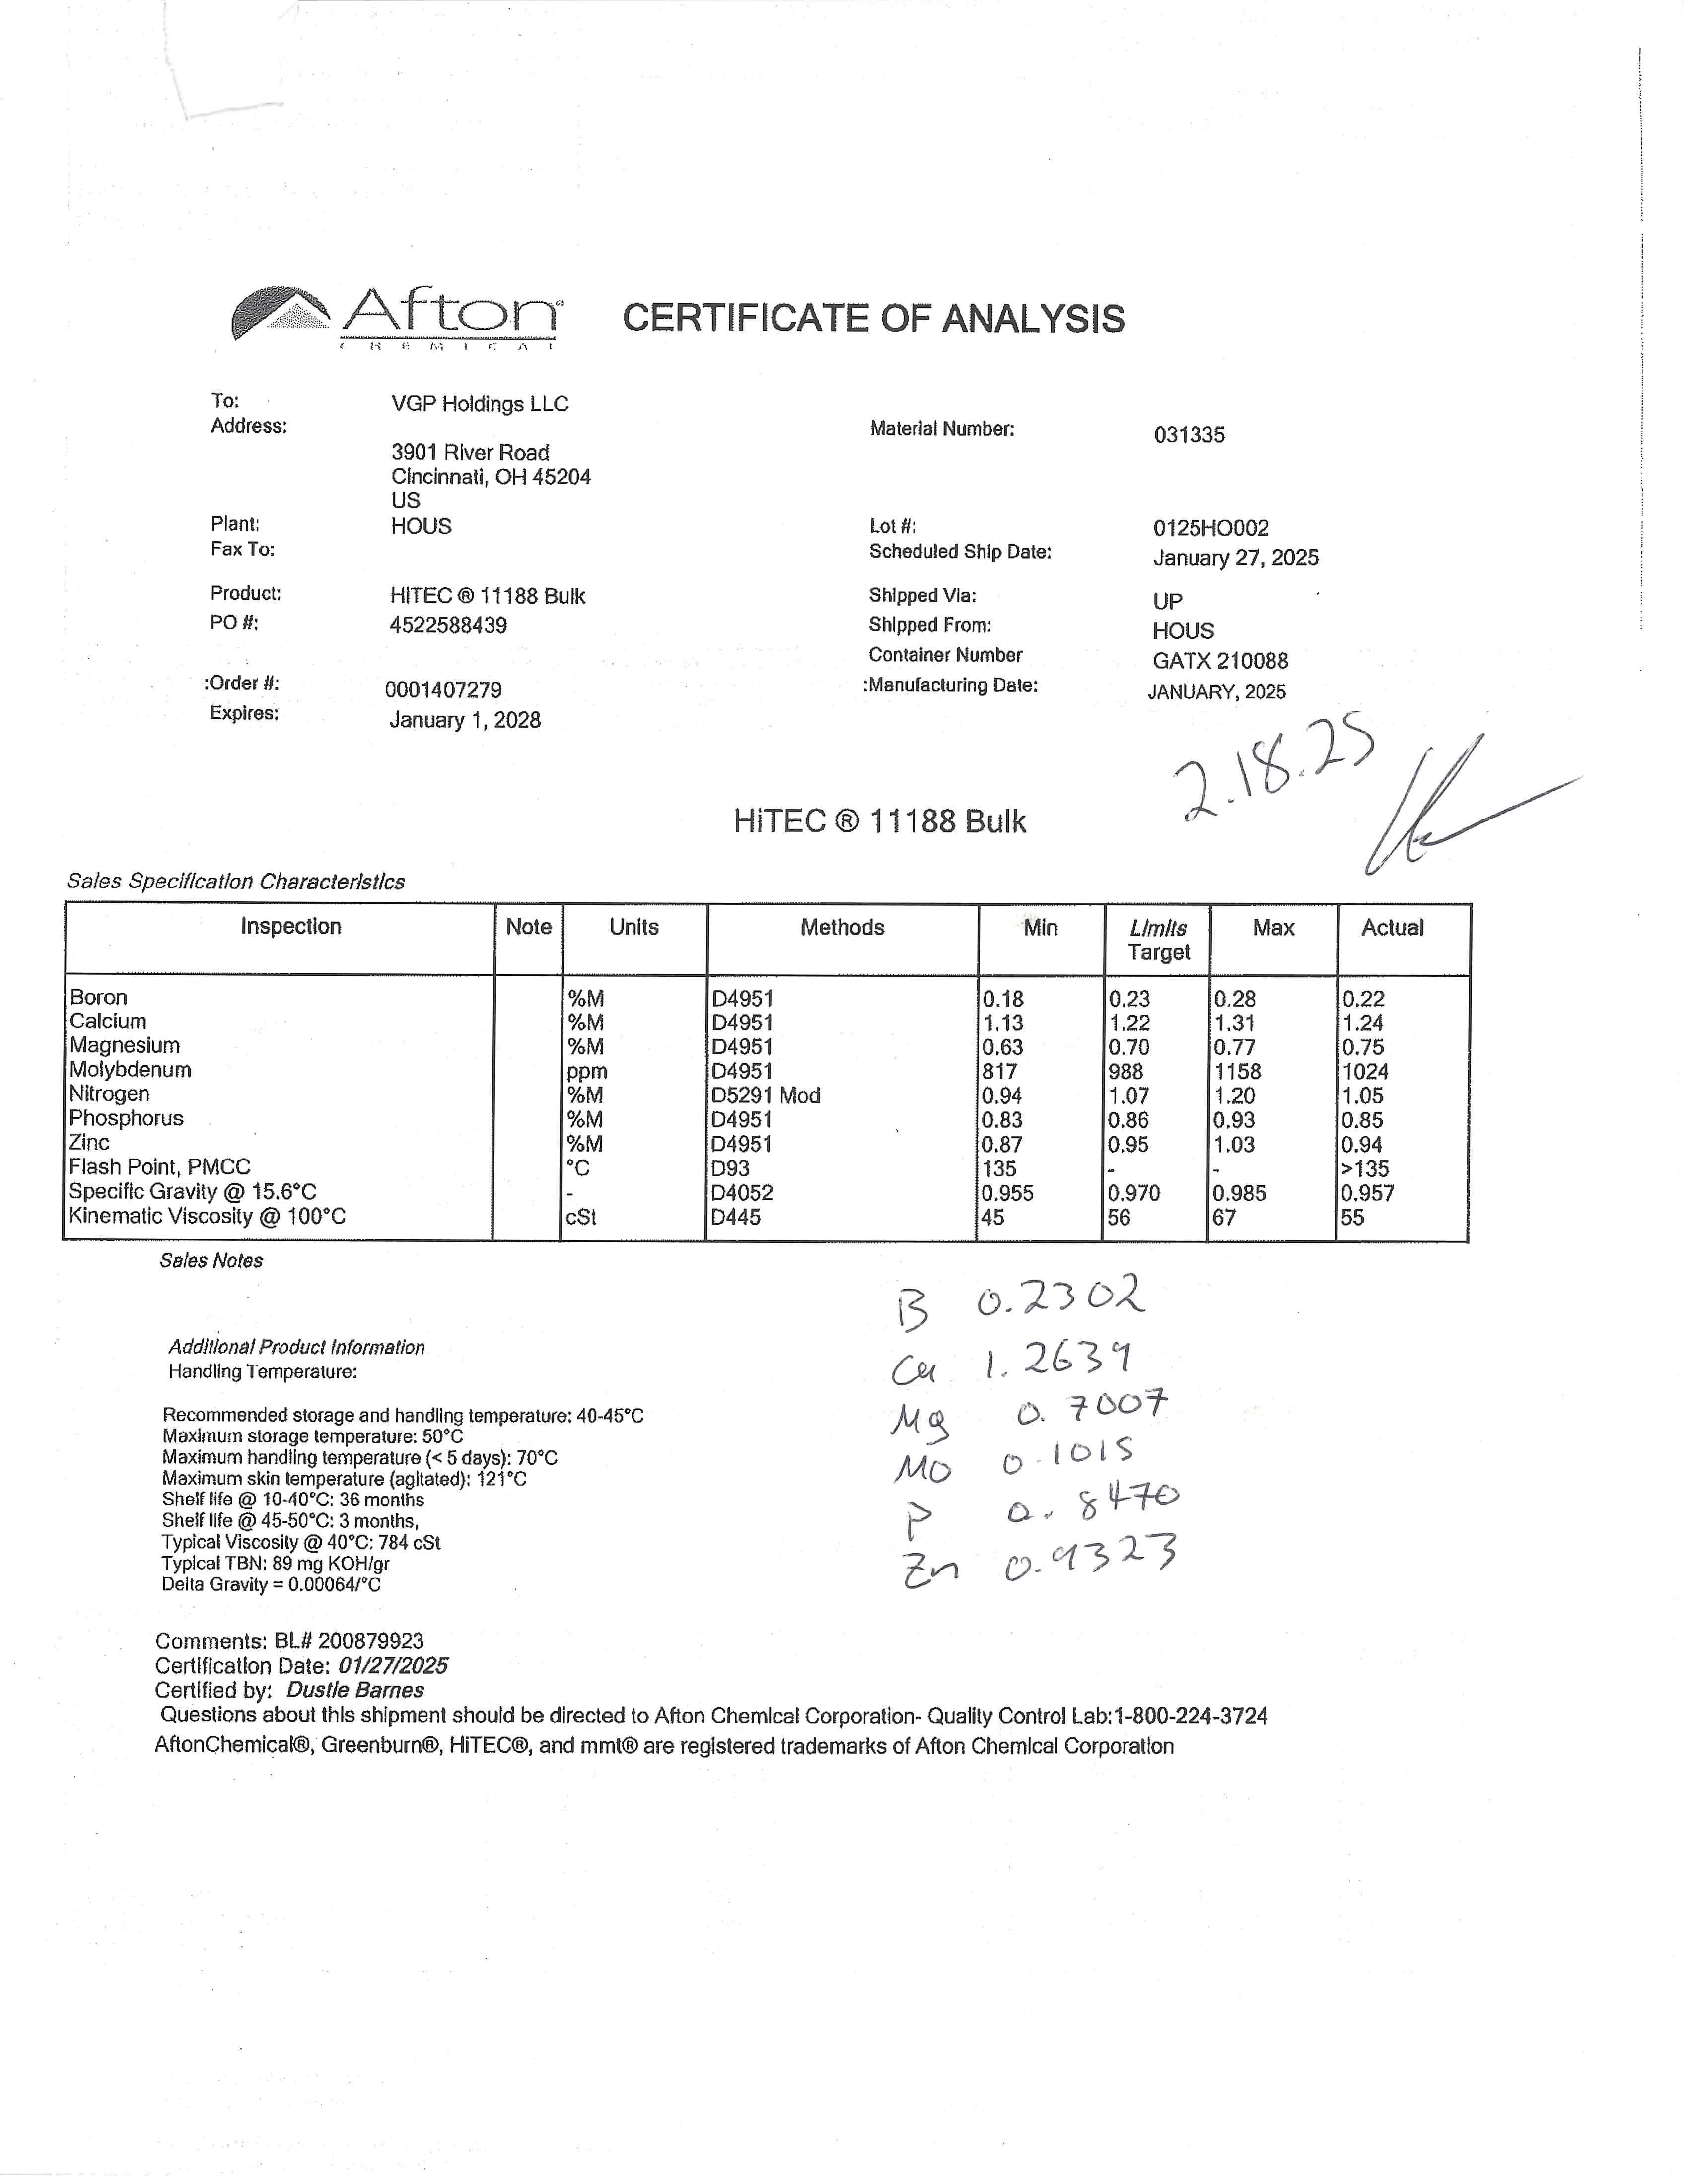 Afton® CERTIFICATE OF ANALYSIS
CHEMICAL
To: VGP Holdings LLC
Address:
Material Number: 031335
3901 River Road
Cincinnati, OH 45204
US
Plant: HOUS Lot #: 0125HO002
Fax To: Scheduled Ship Date: January 27, 2025
Product: HiTEC ® 11188 Bulk Shipped Via: UP
PO #: 4522588439 Shipped From: HOUS
Container Number GATX 210088
:Order #: 0001407279 :Manufacturing Date: JANUARY, 2025
Expires: January 1, 2028
2.18.25
HiTEC ® 11188 Bulk
Sales Specification Characteristics
Inspection Note Units Methods Min Limits Target Max Actual
Boron %M D4951 0.18 0.23 0.28 0.22
Calcium %M D4951 1.13 1.22 1.31 1.24
Magnesium %M D4951 0.63 0.70 0.77 0.75
Molybdenum ppm D4951 817 988 1158 1024
Nitrogen %M D5291 Mod 0.94 1.07 1.20 1.05
Phosphorus %M D4951 0.83 0.86 0.93 0.85
Zinc %M D4951 0.87 0.95 1.03 0.94
Flash Point, PMCC °C D93 135 - - >135
Specific Gravity @ 15.6°C - D4052 0.955 0.970 0.985 0.957
Kinematic Viscosity @ 100°C cSt D445 45 56 67 55
Sales Notes
B 0.2302
Ca 1.2639
Mg 0.7007
Mo 0.1015
P 0.8470
Zn 0.9323
Additional Product Information
Handling Temperature:
Recommended storage and handling temperature: 40-45°C
Maximum storage temperature: 50°C
Maximum handling temperature (< 5 days): 70°C
Maximum skin temperature (agitated): 121°C
Shelf life @ 10-40°C: 36 months
Shelf life @ 45-50°C: 3 months,
Typical Viscosity @ 40°C: 784 cSt
Typical TBN: 89 mg KOH/gr
Delta Gravity = 0.00064/°C
Comments: BL# 200879923
Certification Date: 01/27/2025
Certified by: Dustie Barnes
Questions about this shipment should be directed to Afton Chemical Corporation- Quality Control Lab:1-800-224-3724
AftonChemical®, Greenburn®, HiTEC®, and mmt® are registered trademarks of Afton Chemical Corporation